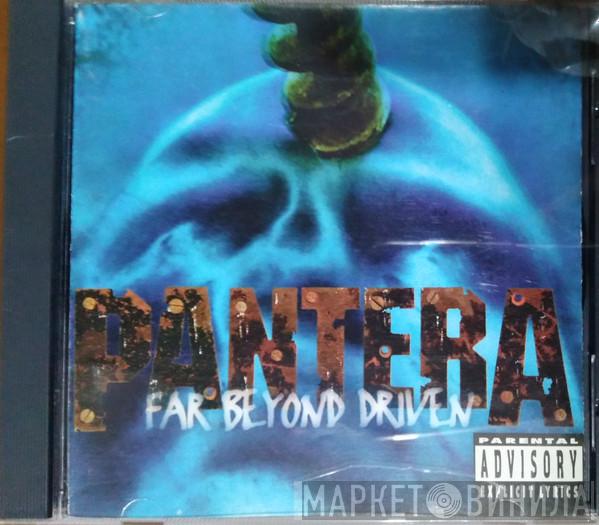 PANTERA
FAR BEYOND DRIVEN
PARENTAL
ADVISORY
EXPLICIT LYRICS
МАРКЕТ ВИНИЛА